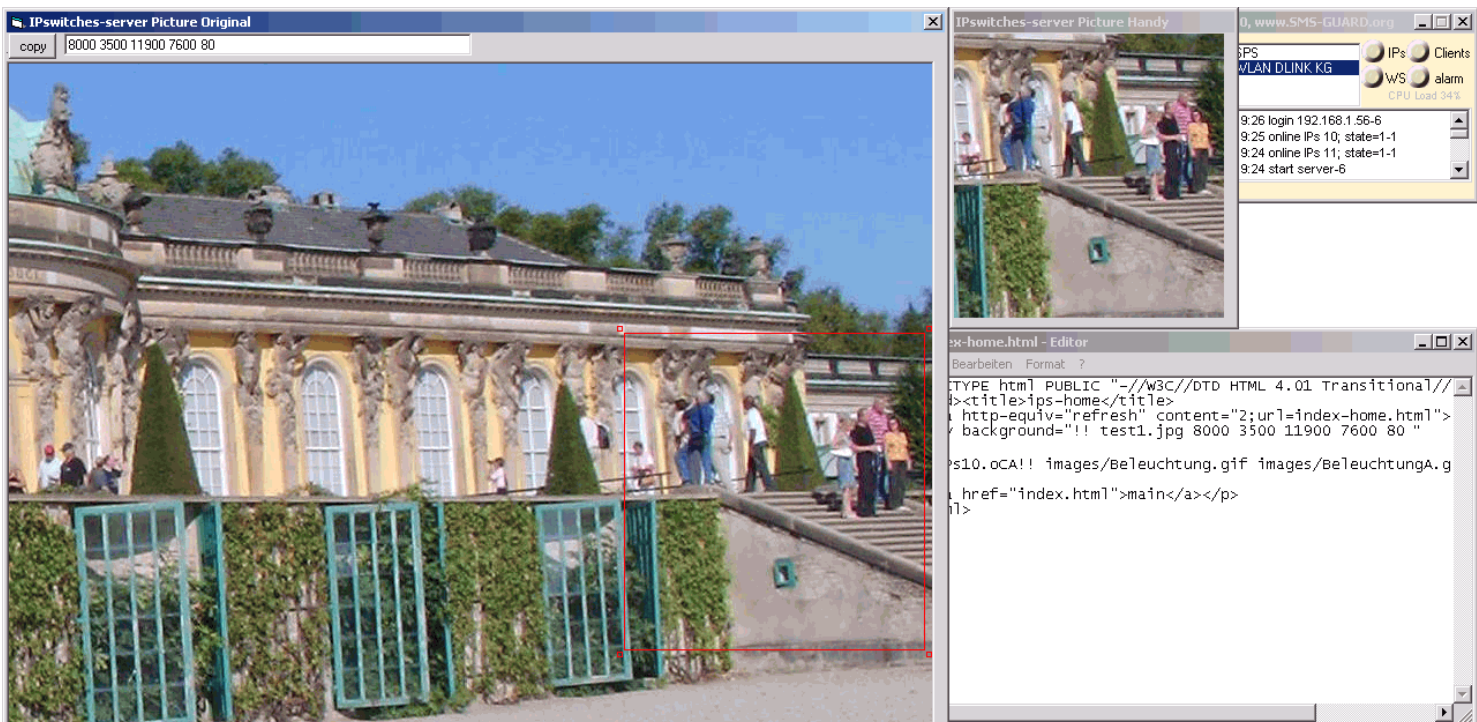 IPswitches-server Picture Original
copy
8000 3500 11900 7600 80
IPswitches-server Picture Handy
0, www.SMS-GUARD.org
SPS
WLAN DLINK KG
IPs
Clients
WS
alarm
CPU Load 34%
9:26 login 192.168.1.56-6
9:25 online IPs 10; state=1-1
9:24 online IPs 11; state=1-1
9:24 start server-6
ex-home.html - Editor
Bearbeiten Format ?
CTYPE html PUBLIC "-//W3C//DTD HTML 4.01 Transitional//
d><title>ips-home</title>
a http-equiv="refresh" content="2;url=index-home.html">
y background="!! test1.jpg 8000 3500 11900 7600 80 "
Ps10.oCA!! images/Beleuchtung.gif images/BeleuchtungA.g
a href="index.html">main</a></p>
ml>